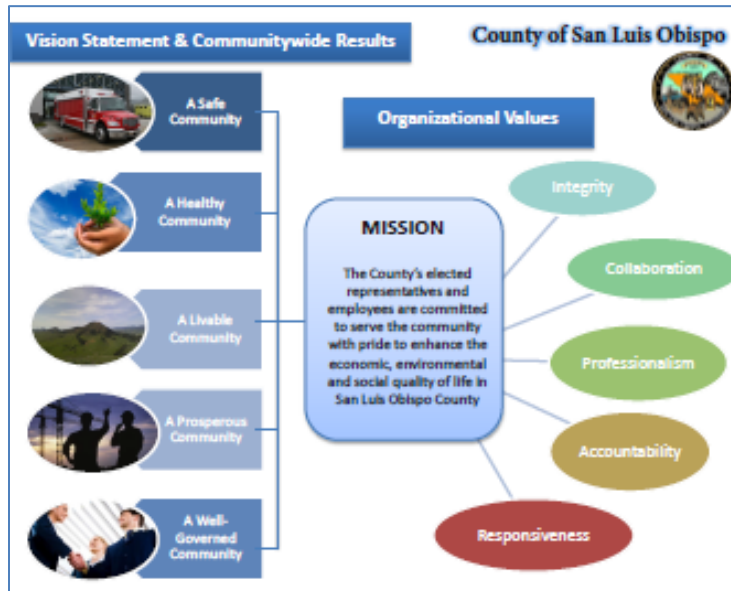 Vision Statement & Communitywide Results
County of San Luis Obispo
A Safe
Community
A Healthy
Community
A Livable
Community
A Prosperous
Community
A Well-
Governed
Community
Organizational Values
MISSION
The County's elected
representatives and
employees are committed
to serve the community
with pride to enhance the
economic, environmental
and social quality of life in
San Luis Obispo County
Integrity
Collaboration
Professionalism
Accountability
Responsiveness